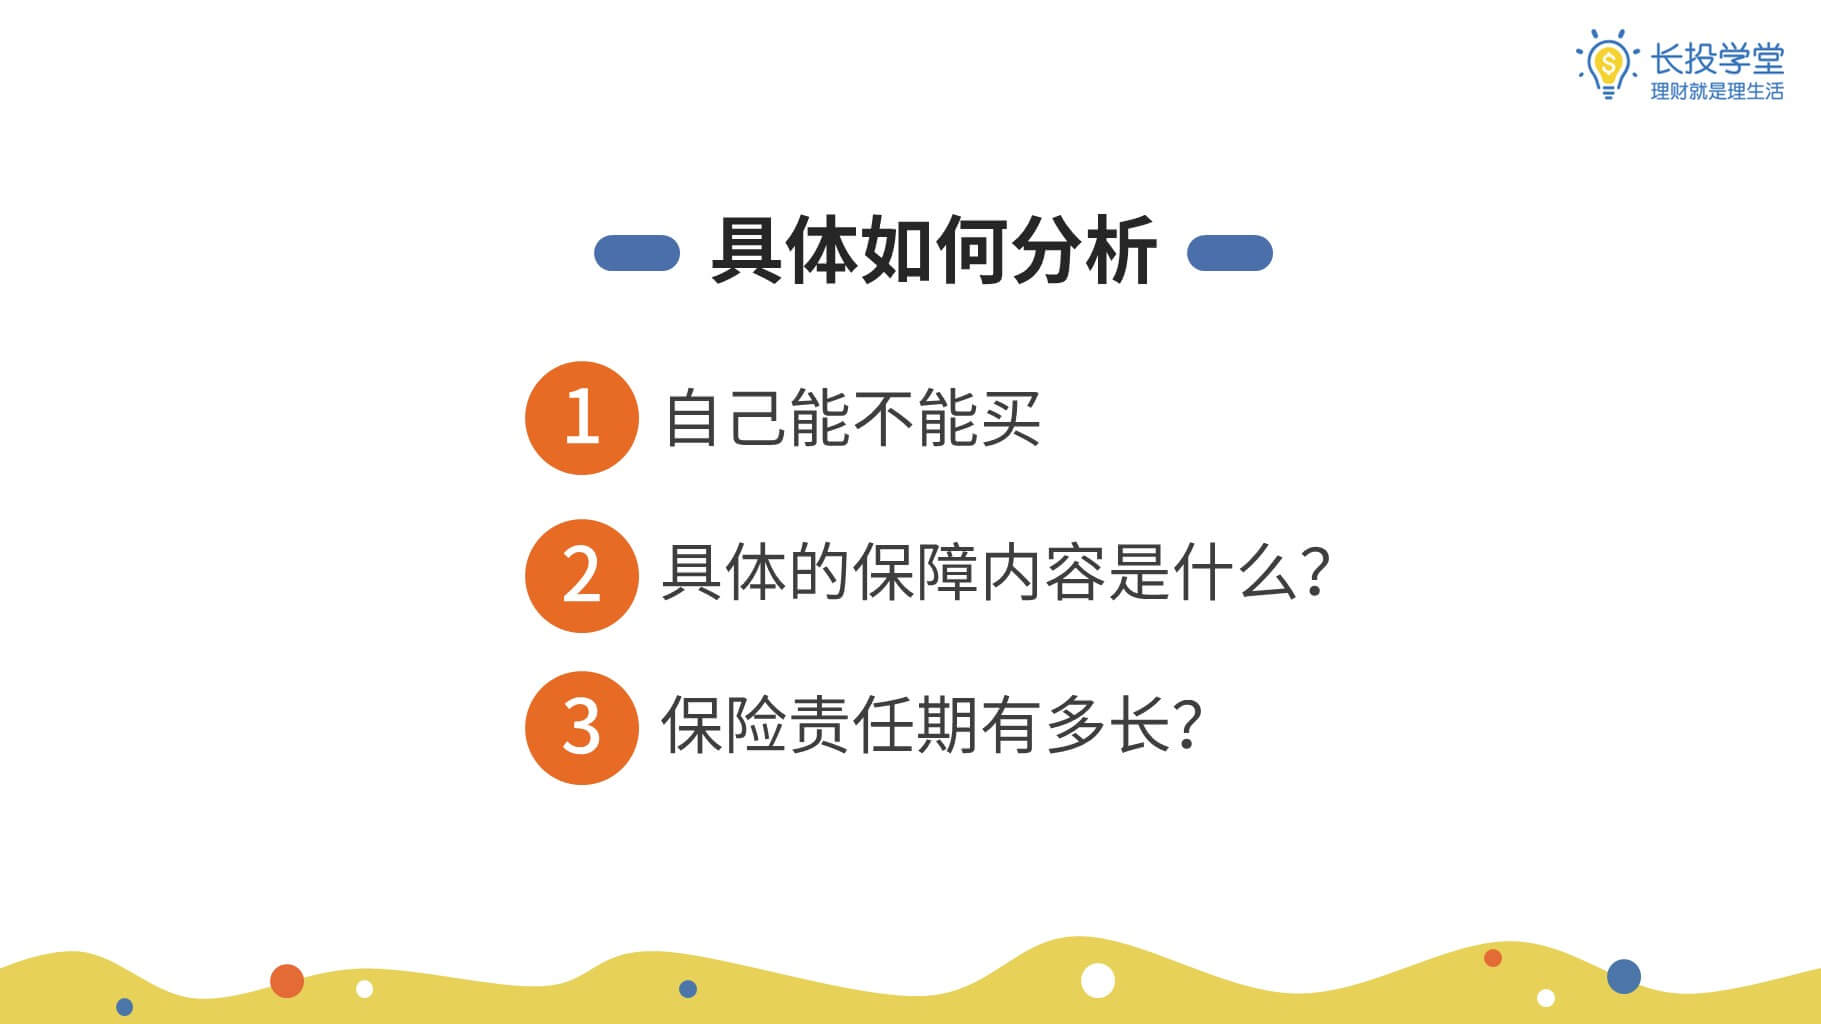 长投学堂
理财就是理生活
具体如何分析
1 自己能不能买
2 具体的保障内容是什么？
3 保险责任期有多长？